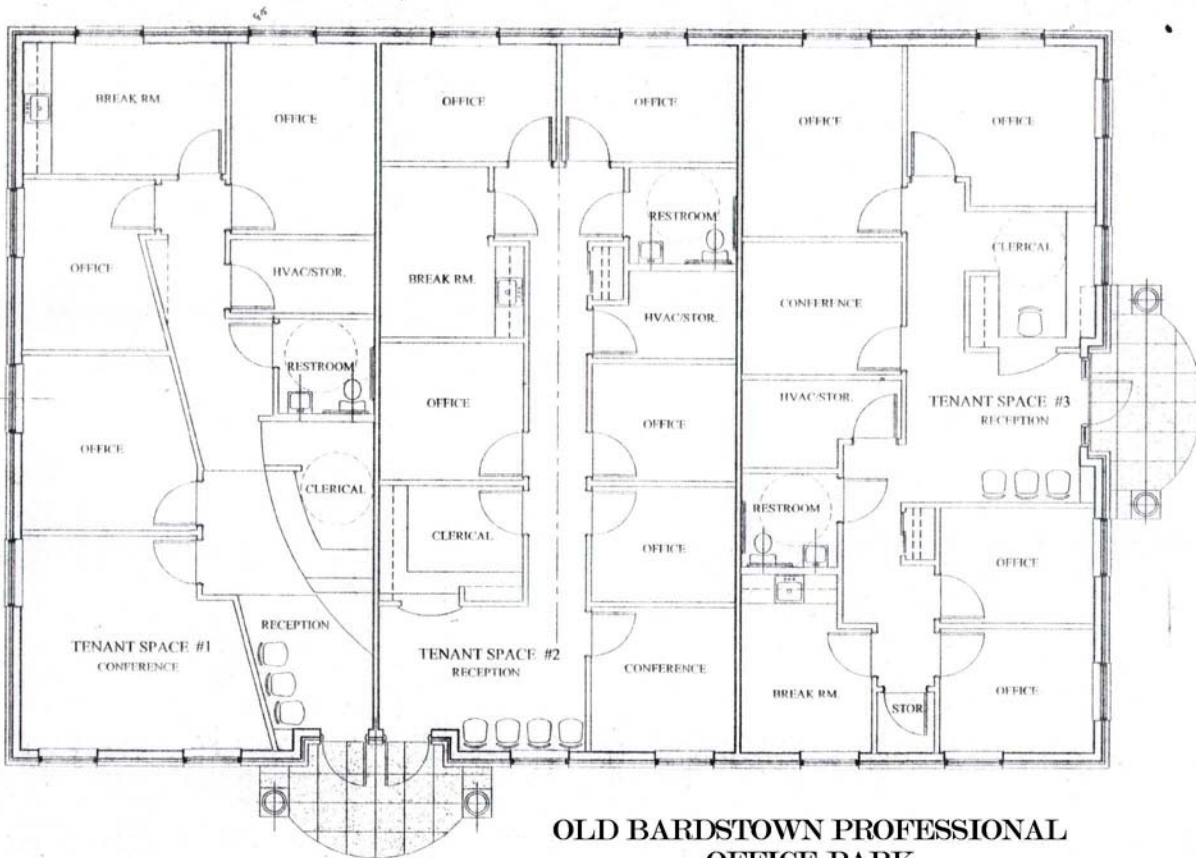 BREAK RM.
OFFICE
OFFICE
OFFICE
OFFICE
OFFICE
RESTROOM
CLERICAL
OFFICE
HVAC/STOR.
BREAK RM.
CONFERENCE
HVAC/STOR.
RESTROOM
OFFICE
HVAC/STOR.
TENANT SPACE #3
RECEPTION
OFFICE
OFFICE
CLERICAL
RESTROOM
CLERICAL
OFFICE
OFFICE
RECEPTION
TENANT SPACE #1
CONFERENCE
TENANT SPACE #2
RECEPTION
CONFERENCE
BREAK RM.
STOR
OFFICE
OLD BARDSTOWN PROFESSIONAL
OFFICE PARK